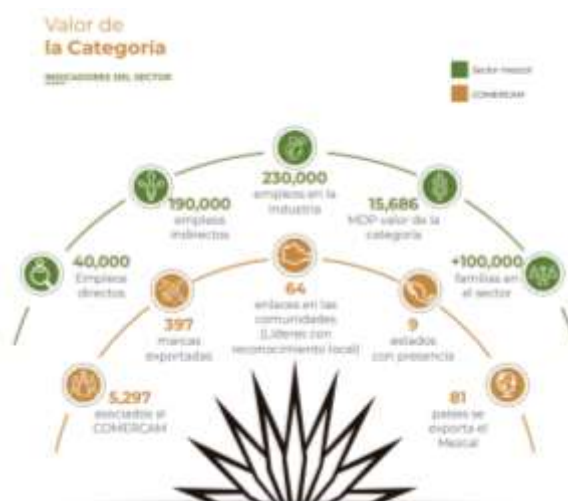 Valor de
la Categoría
INDICADORES DEL SECTOR
Sector mezcal
COMERCAM
230,000
empleos en la
industria
190,000
empleos
indirectos
15,686
MDP valor de la
categoría
40,000
Empleos
directos
+100,000
familias en
el sector
64
enlaces en las
comunidades
(Líderes con
reconocimiento local)
397
marcas
exportadas
9
estados
con presencia
5,297
asociados al
COMERCAM
81
países se
exporta el
Mezcal